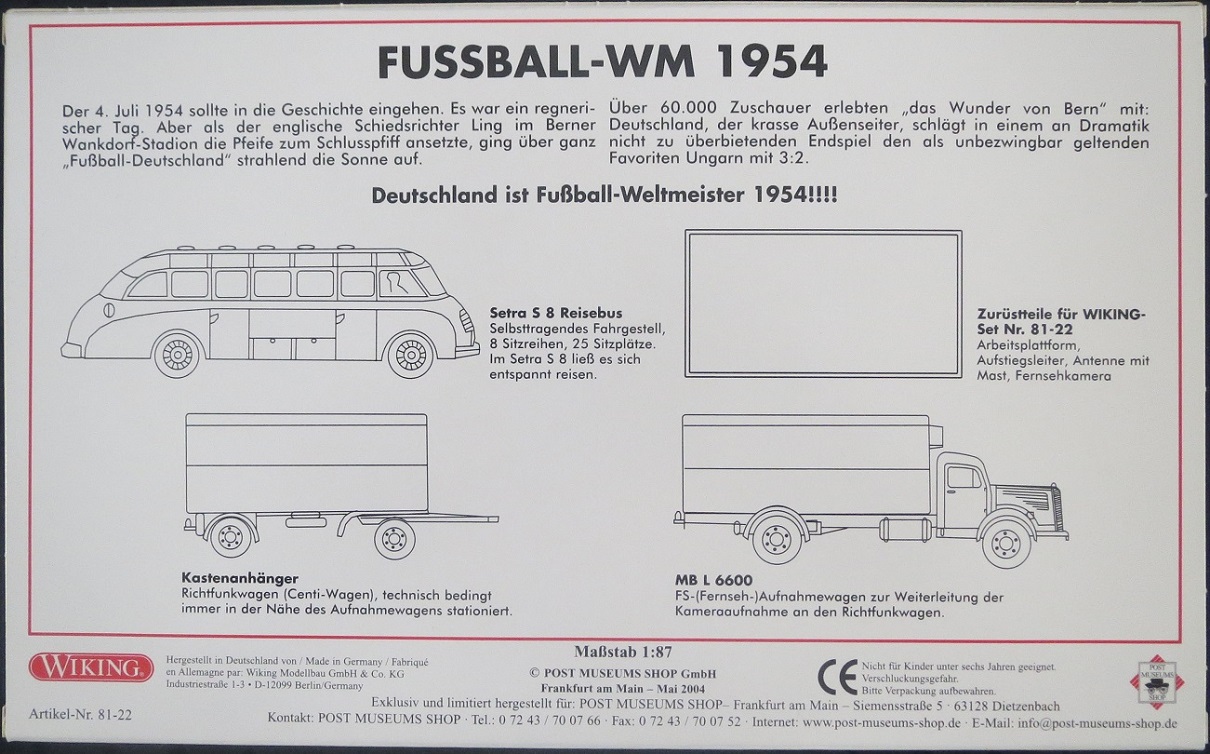 FUSSBALL-WM 1954
Der 4. Juli 1954 sollte in die Geschichte eingehen. Es war ein regneri-
scher Tag. Aber als der englische Schiedsrichter Ling im Berner
Wankdorf-Stadion die Pfeife zum Schlusspfiff ansetzte, ging über ganz
„Fußball-Deutschland“ strahlend die Sonne auf.
Über 60.000 Zuschauer erlebten „das Wunder von Bern“ mit:
Deutschland, der krasse Außenseiter, schlägt in einem an Dramatik
nicht zu überbietenden Endspiel den als unbezwingbar geltenden
Favoriten Ungarn mit 3:2.
Deutschland ist Fußball-Weltmeister 1954!!!!
Setra S 8 Reisebus
Selbsttragendes Fahrgestell,
8 Sitzreihen, 25 Sitzplätze.
Im Setra S 8 ließ es sich
entspannt reisen.
Zurüstteile für WIKING-
Set Nr. 81-22
Arbeitsplattform,
Aufstiegsleiter, Antenne mit
Mast, Fernsehkamera
Kastenanhänger
Richtfunkwagen (Centi-Wagen), technisch bedingt
immer in der Nähe des Aufnahmewagens stationiert.
MB L 6600
FS-(Fernseh-)Aufnahmewagen zur Weiterleitung der
Kameraaufnahme an den Richtfunkwagen.
WIKING®
Hergestellt in Deutschland von / Made in Germany / Fabriqué
en Allemagne par: Wiking Modellbau GmbH & Co. KG
Industriestraße 1-3 • D-12099 Berlin/Germany
Maßstab 1:87
© POST MUSEUMS SHOP GmbH
Frankfurt am Main – Mai 2004
CE
Nicht für Kinder unter sechs Jahren geeignet.
Verschluckungsgefahr.
Bitte Verpackung aufbewahren.
POST
MUSEUMS
SHOP
Exklusiv und limitiert hergestellt für: POST MUSEUMS SHOP– Frankfurt am Main – Siemensstraße 5 · 63128 Dietzenbach
Artikel-Nr. 81-22
Kontakt: POST MUSEUMS SHOP · Tel.: 0 72 43 / 70 07 66 · Fax: 0 72 43 / 70 07 52 · Internet: www.post-museums-shop.de · E-Mail: info@post-museums-shop.de